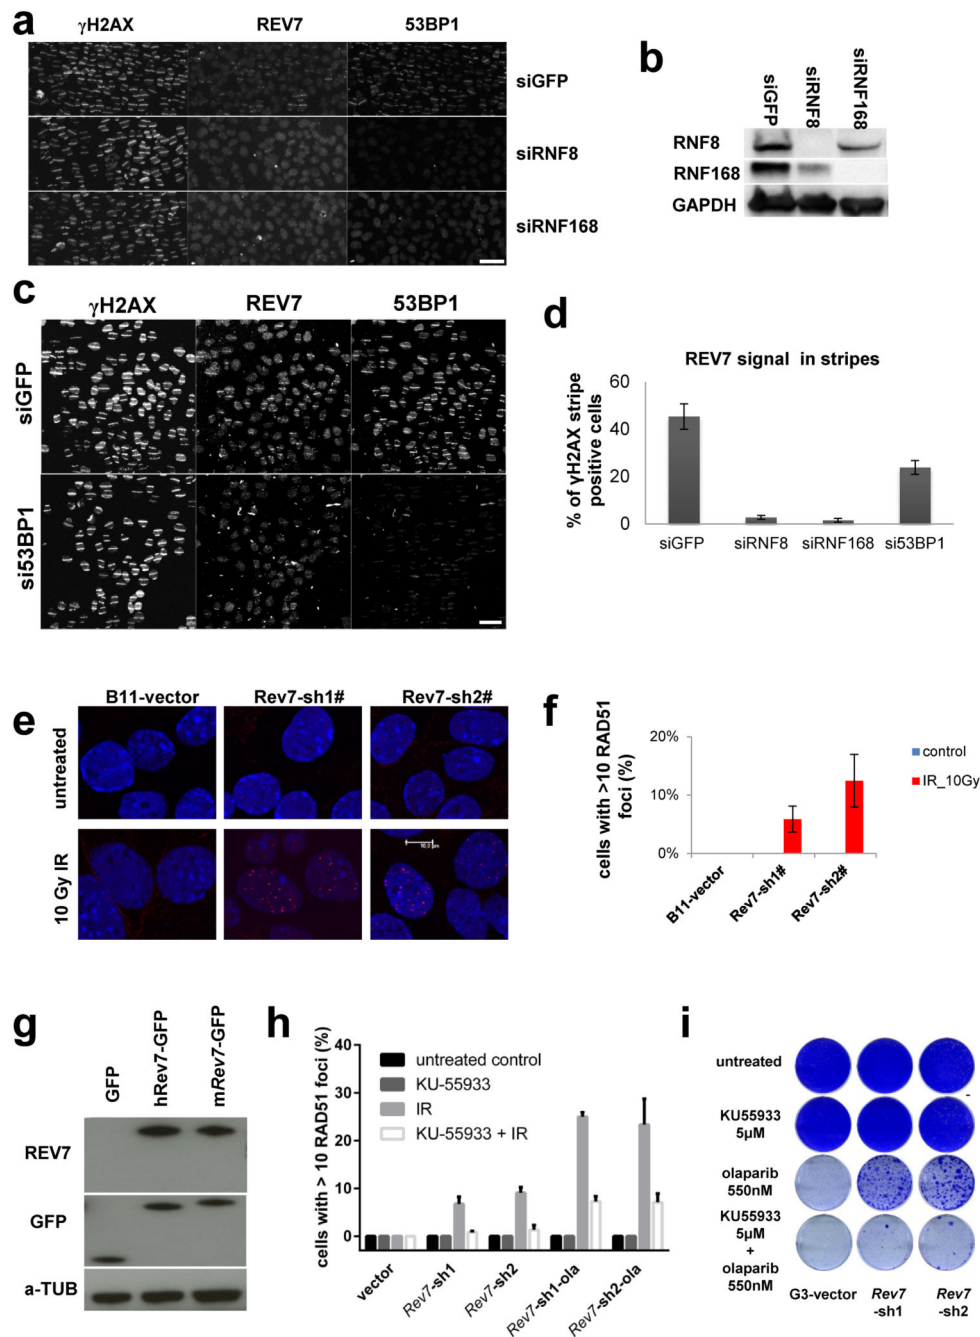 a
γH2AX REV7 53BP1
siGFP
siRNF8
siRNF168
b
siGFP siRNF8 siRNF168
RNF8
RNF168
GAPDH
c
γH2AX REV7 53BP1
siGFP
si53BP1
d
REV7 signal in stripes
% of γH2AX stripe
positive cells
60
40
20
0
siGFP siRNF8 siRNF168 si53BP1
e
B11-vector Rev7-sh1# Rev7-sh2#
untreated
10 Gy IR
10.0 µm
f
cells with >10 RAD51
foci (%)
20%
10%
0%
control
IR_10Gy
B11-vector Rev7-sh1# Rev7-sh2#
g
GFP hRev7-GFP mRev7-GFP
REV7
GFP
a-TUB
h
cells with > 10 RAD51 foci (%)
40
30
20
10
0
untreated control
KU-55933
IR
KU-55933 + IR
vector Rev7-sh1 Rev7-sh2 Rev7-sh1-ola Rev7-sh2-ola
i
untreated
KU55933
5µM
olaparib
550nM
KU55933
5µM
+
olaparib
550nM
G3-vector Rev7 Rev7
-sh1 -sh2